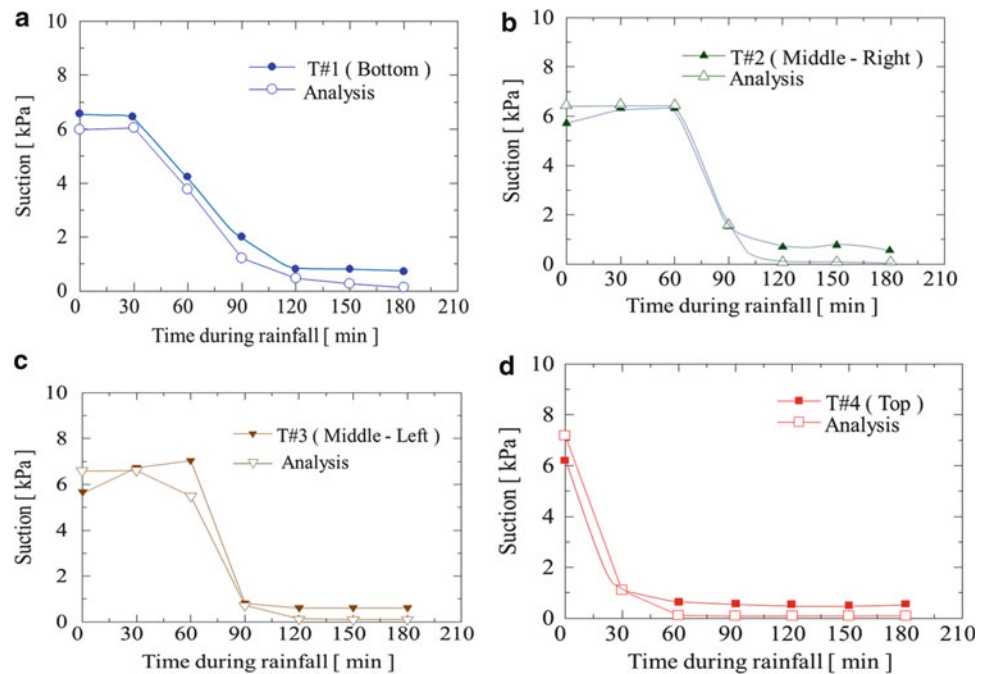 a
10
8
6
4
2
0
Suction [ kPa ]
T#1 ( Bottom )
Analysis
0 30 60 90 120 150 180 210
Time during rainfall [ min ]
b
10
8
6
4
2
0
Suction [ kPa ]
T#2 ( Middle - Right )
Analysis
0 30 60 90 120 150 180 210
Time during rainfall [ min ]
c
10
8
6
4
2
0
Suction [ kPa ]
T#3 ( Middle - Left )
Analysis
0 30 60 90 120 150 180 210
Time during rainfall [ min ]
d
10
8
6
4
2
0
Suction [ kPa ]
T#4 ( Top )
Analysis
0 30 60 90 120 150 180 210
Time during rainfall [ min ]